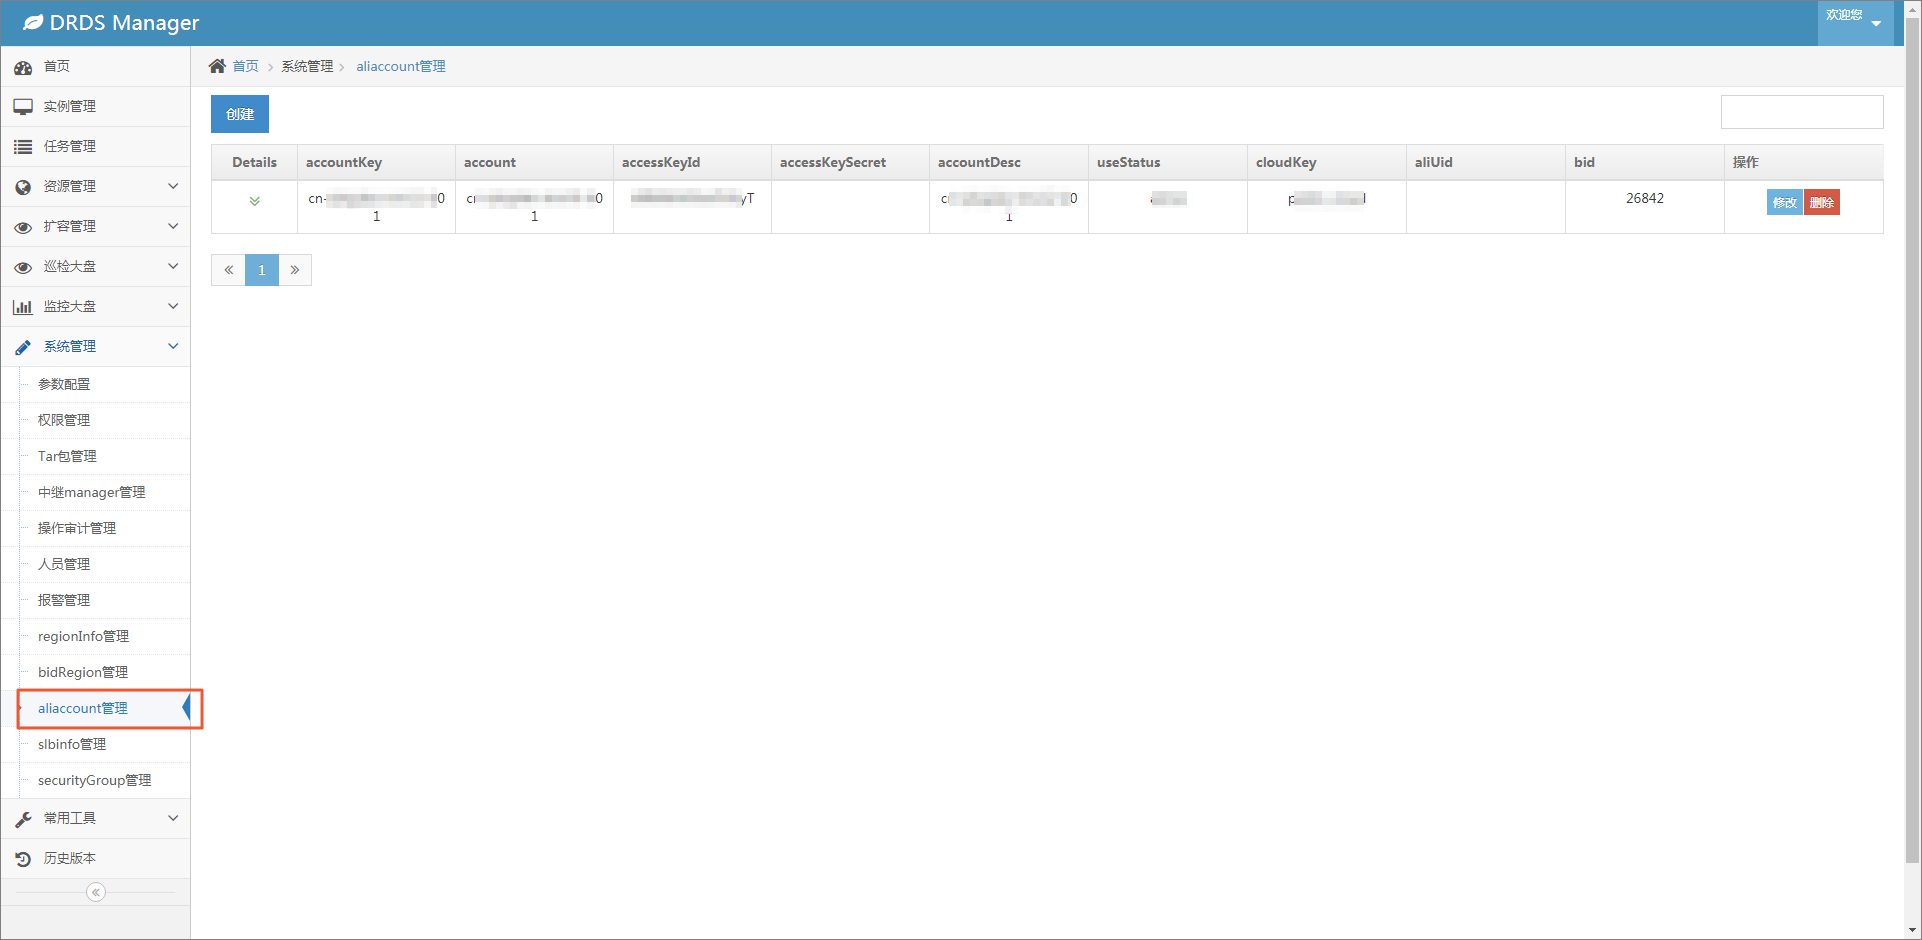 DRDS Manager
欢迎您
首页
实例管理
任务管理
资源管理
扩容管理
巡检大盘
监控大盘
系统管理
参数配置
权限管理
Tar包管理
中继manager管理
操作审计管理
人员管理
报警管理
regionInfo管理
bidRegion管理
aliaccount管理
slbinfo管理
securityGroup管理
常用工具
历史版本
首页 系统管理 aliaccount管理
创建
Details accountKey account accessKeyId accessKeySecret accountDesc useStatus cloudKey aliUid bid 操作
26842 修改 删除
1